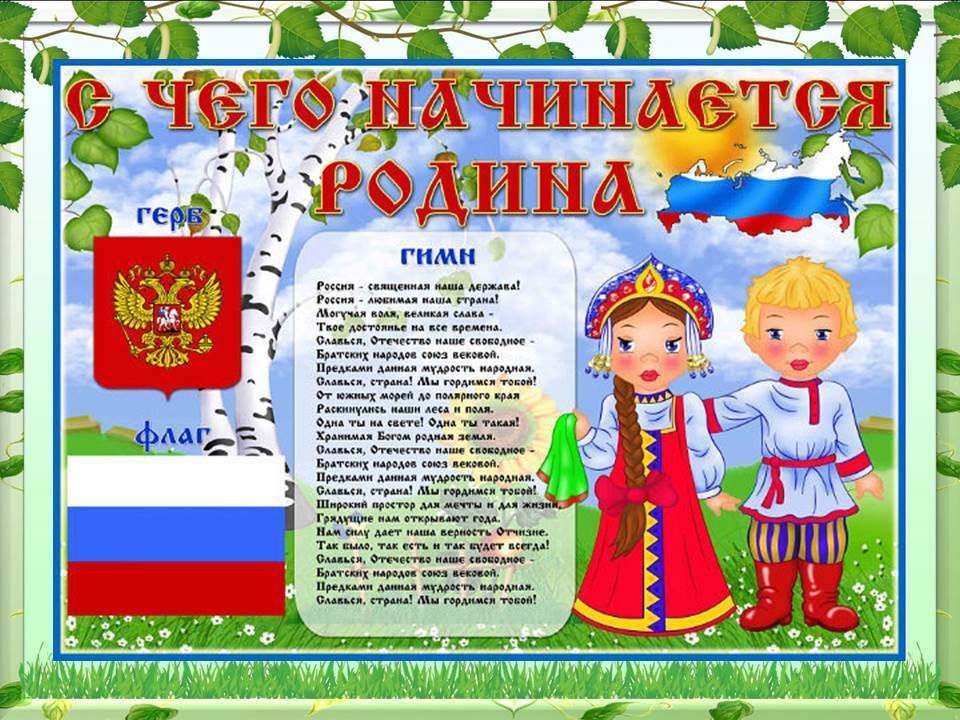 С ЧЕГО НАЧИНАЕТСЯ
РОДИНА
герб
гимн
Россия - священная наша держава!
Россия - любимая наша страна!
Могучая воля, великая слава -
Твое достоянье на все времена.
Славься, Отечество наше свободное -
Братских народов союз вековой.
Предками данная мудрость народная.
Славься, страна! Мы гордимся тобой!
От южных морей до полярного края
Раскинулись наши леса и поля.
Одна ты на свете! Одна ты такая!
Хранимая Богом родная земля.
Славься, Отечество наше свободное -
Братских народов союз вековой.
Предками данная мудрость народная.
Славься, страна! Мы гордимся тобой!
Широкий простор для мечты и для жизни,
Грядущие нам открывают года.
Нам силу дает наша верность Отчизне.
Так было, так есть и так будет всегда!
Славься, Отечество наше свободное -
Братских народов союз вековой.
Предками данная мудрость народная.
Славься, страна! Мы гордимся тобой!
флаг